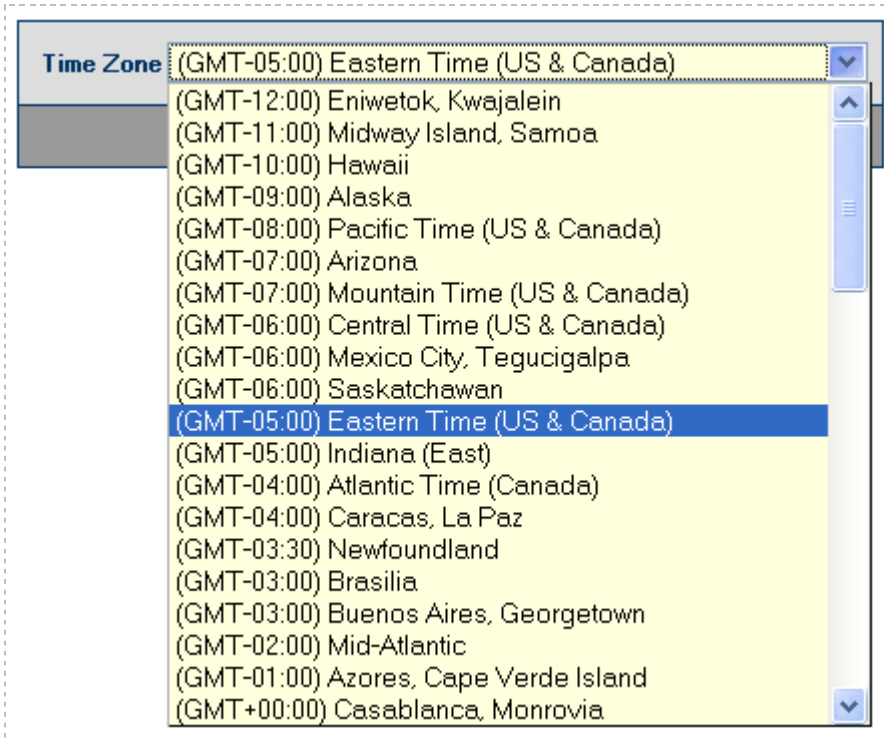 Time Zone (GMT-05:00) Eastern Time (US & Canada)
(GMT-12:00) Eniwetok, Kwajalein
(GMT-11:00) Midway Island, Samoa
(GMT-10:00) Hawaii
(GMT-09:00) Alaska
(GMT-08:00) Pacific Time (US & Canada)
(GMT-07:00) Arizona
(GMT-07:00) Mountain Time (US & Canada)
(GMT-06:00) Central Time (US & Canada)
(GMT-06:00) Mexico City, Tegucigalpa
(GMT-06:00) Saskatchawan
(GMT-05:00) Eastern Time (US & Canada)
(GMT-05:00) Indiana (East)
(GMT-04:00) Atlantic Time (Canada)
(GMT-04:00) Caracas, La Paz
(GMT-03:30) Newfoundland
(GMT-03:00) Brasilia
(GMT-03:00) Buenos Aires, Georgetown
(GMT-02:00) Mid-Atlantic
(GMT-01:00) Azores, Cape Verde Island
(GMT+00:00) Casablanca, Monrovia